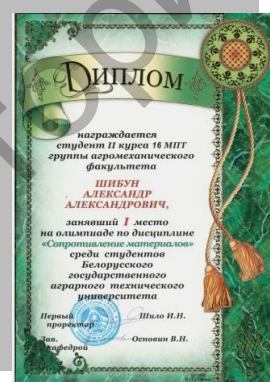 ДИПЛОМ
награждается
студент II курса 16 МПТ
группы агромеханического
факультета
ШИБУН
АЛЕКСАНДР
АЛЕКСАНДРОВИЧ,
занявший I место
на олимпиаде по дисциплине
«Сопротивление материалов»
среди студентов
Белорусского
государственного
аграрного технического
университета
Первый
проректор Шило И.Н.
Зав.
кафедрой Основин В.Н.